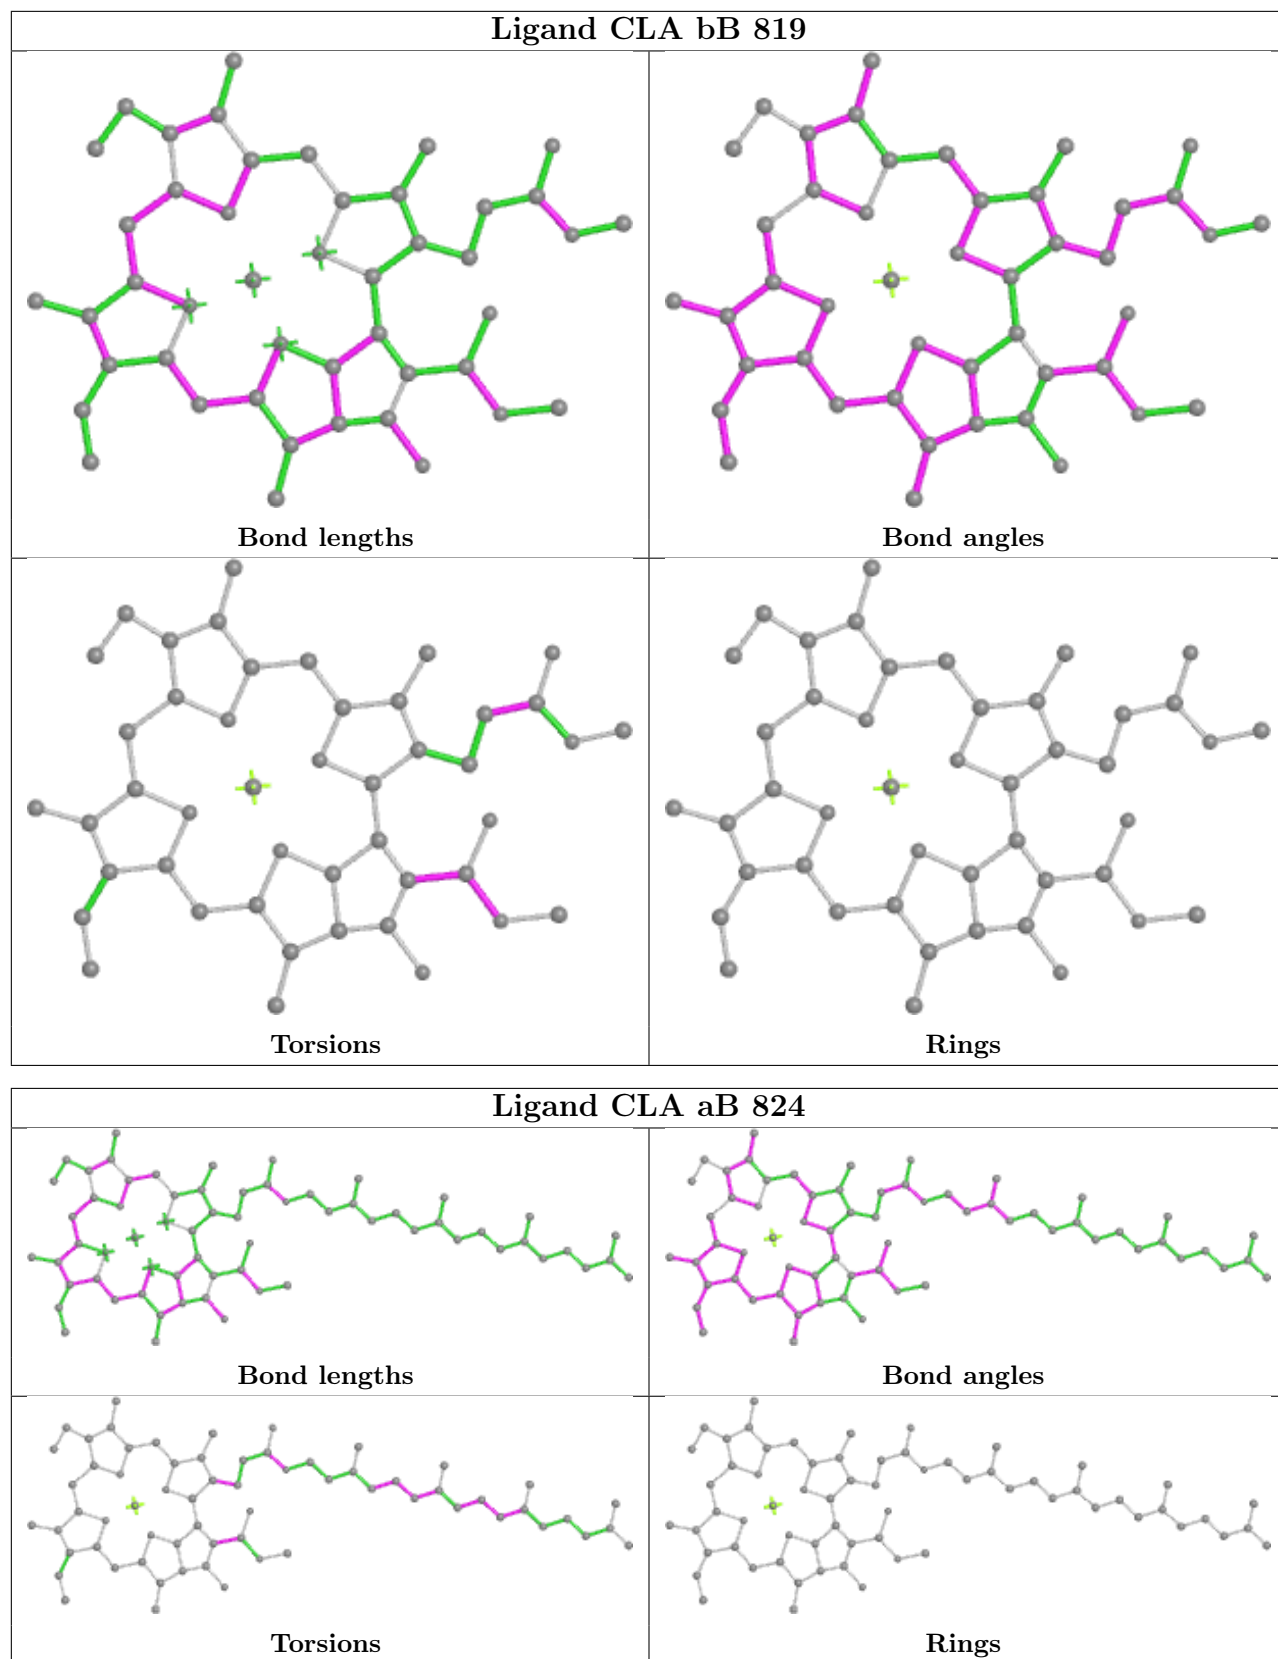 Ligand CLA bB 819
Bond lengths
Bond angles
Torsions
Rings
Ligand CLA aB 824
Bond lengths
Bond angles
Torsions
Rings